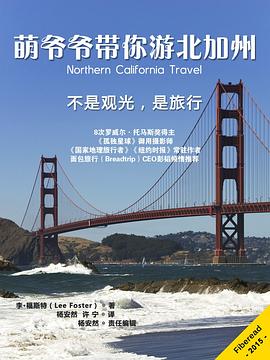 萌爷爷带你游北加州
Northern California Travel
不是观光，是旅行
8次罗威尔·托马斯奖得主
《孤独星球》御用摄影师
《国家地理旅行者》《纽约时报》常驻作者
面包旅行（Breadtrip）CEO彭韬倾情推荐
李·福斯特（Lee Foster）。著
杨安然 许 宁。译
杨安然。责任编辑
Fiberead
· 2015 ·